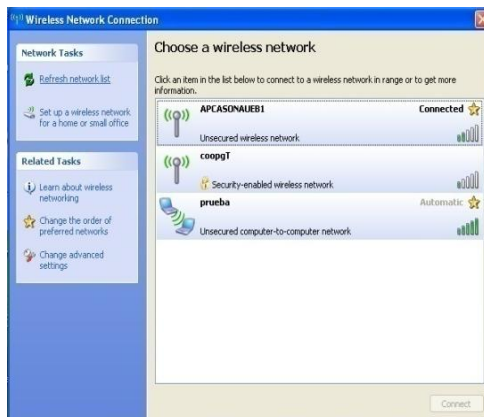 Wireless Network Connection
Network Tasks
Refresh network list
Set up a wireless network
for a home or small office
Related Tasks
Learn about wireless
networking
Change the order of
preferred networks
Change advanced
settings
Choose a wireless network
Click an item in the list below to connect to a wireless network in range or to get more
information.
APCASONAUEB1 Connected
Unsecured wireless network
coopgT
Security-enabled wireless network
prueba Automatic
Unsecured computer-to-computer network
Connect